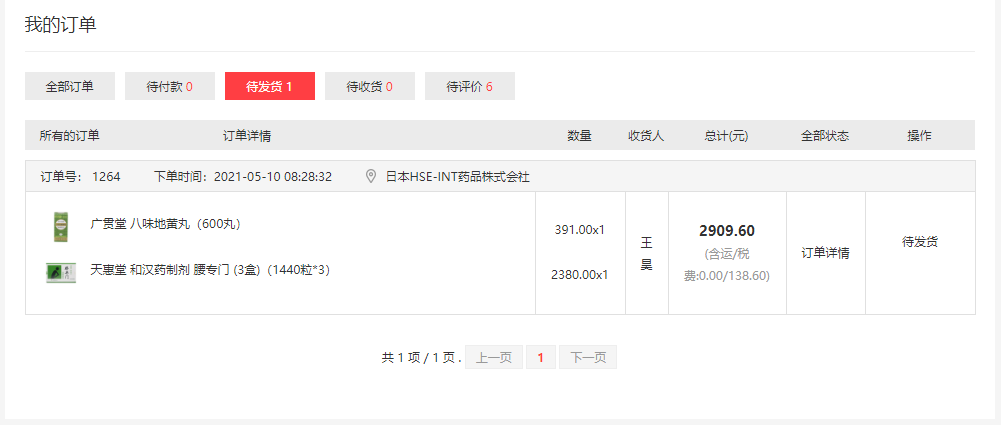 我的订单
全部订单 待付款 0 待发货 1 待收货 0 待评价 6
所有的订单 订单详情 数量 收货人 总计(元) 全部状态 操作
订单号： 1264 下单时间：2021-05-10 08:28:32 日本HSE-INT药品株式会社
广贯堂 八味地黄丸（600丸） 391.00x1
天惠堂 和汉药制剂 腰专门 (3盒)（1440粒*3） 2380.00x1
王
昊
2909.60
(含运/税
费:0.00/138.60)
订单详情
待发货
共 1 项 / 1 页 . 上一页 1 下一页